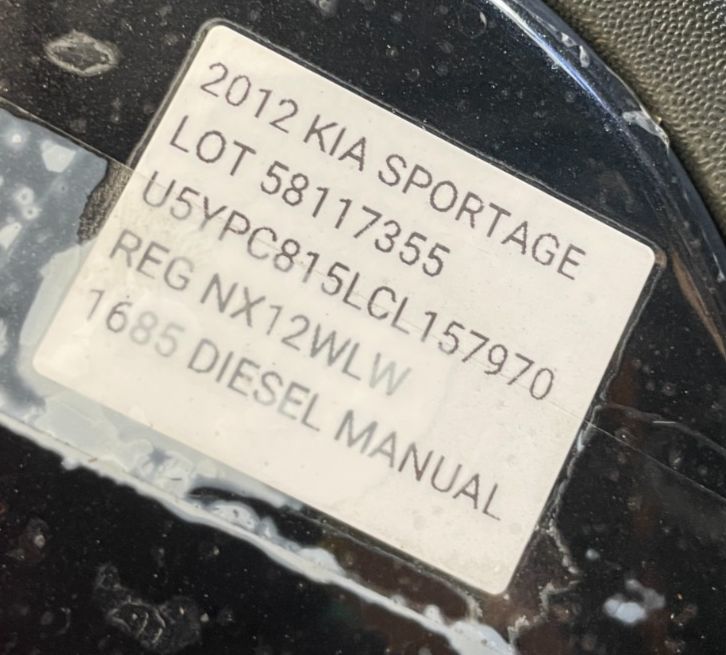 2012 KIA SPORTAGE
LOT 58117355
U5YPC815LCL157970
REG NX12WLW
1685 DIESEL MANUAL